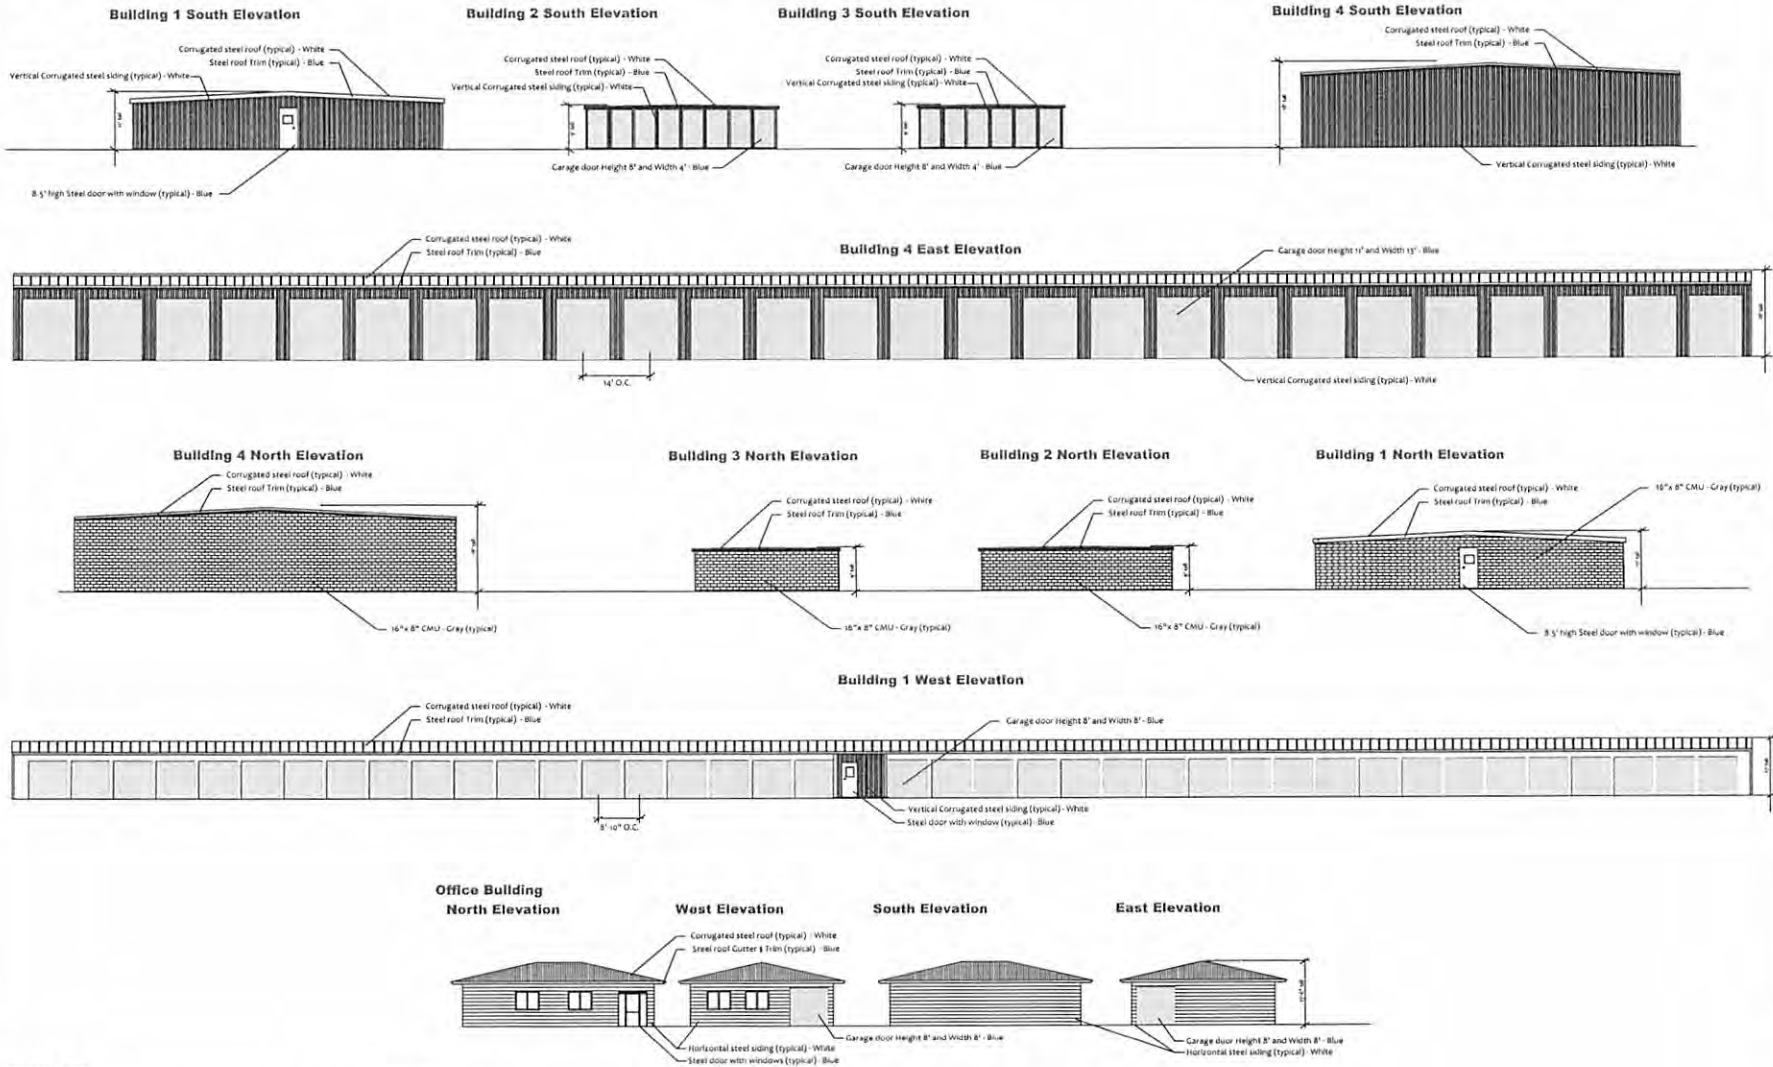 Building 1 South Elevation
Building 2 South Elevation
Building 3 South Elevation
Building 4 South Elevation
Corrugated steel roof (typical) - White
Steel roof Trim (typical) - Blue
Vertical Corrugated steel siding (typical) - White
8.5' high Steel door with window (typical) - Blue
Corrugated steel roof (typical) - White
Steel roof Trim (typical) - Blue
Vertical Corrugated steel siding (typical) - White
Garage door Height 8' and Width 4' - Blue
Corrugated steel roof (typical) - White
Steel roof Trim (typical) - Blue
Vertical Corrugated steel siding (typical) - White
Garage door Height 8' and Width 4' - Blue
Corrugated steel roof (typical) - White
Steel roof Trim (typical) - Blue
Vertical Corrugated steel siding (typical) - White
Building 4 East Elevation
Corrugated steel roof (typical) - White
Steel roof Trim (typical) - Blue
Garage door Height 11' and Width 13' - Blue
14' O.C.
Vertical Corrugated steel siding (typical) - White
Building 4 North Elevation
Building 3 North Elevation
Building 2 North Elevation
Building 1 North Elevation
Corrugated steel roof (typical) - White
Steel roof Trim (typical) - Blue
16"x 8" CMU - Gray (typical)
Corrugated steel roof (typical) - White
Steel roof Trim (typical) - Blue
16"x 8" CMU - Gray (typical)
Corrugated steel roof (typical) - White
Steel roof Trim (typical) - Blue
16"x 8" CMU - Gray (typical)
Corrugated steel roof (typical) - White
Steel roof Trim (typical) - Blue
16"x 8" CMU - Gray (typical)
8.5' high Steel door with window (typical) - Blue
Building 1 West Elevation
Corrugated steel roof (typical) - White
Steel roof Trim (typical) - Blue
Garage door Height 8' and Width 8' - Blue
8'-10" O.C.
Vertical Corrugated steel siding (typical) - White
Steel door with window (typical) - Blue
Office Building
North Elevation
West Elevation
South Elevation
East Elevation
Corrugated steel roof (typical) - White
Steel roof Gutter & Trim (typical) - Blue
Garage door Height 8' and Width 8' - Blue
Horizontal steel siding (typical) - White
Steel door with windows (typical) - Blue
Garage door Height 8' and Width 8' - Blue
Horizontal steel siding (typical) - White